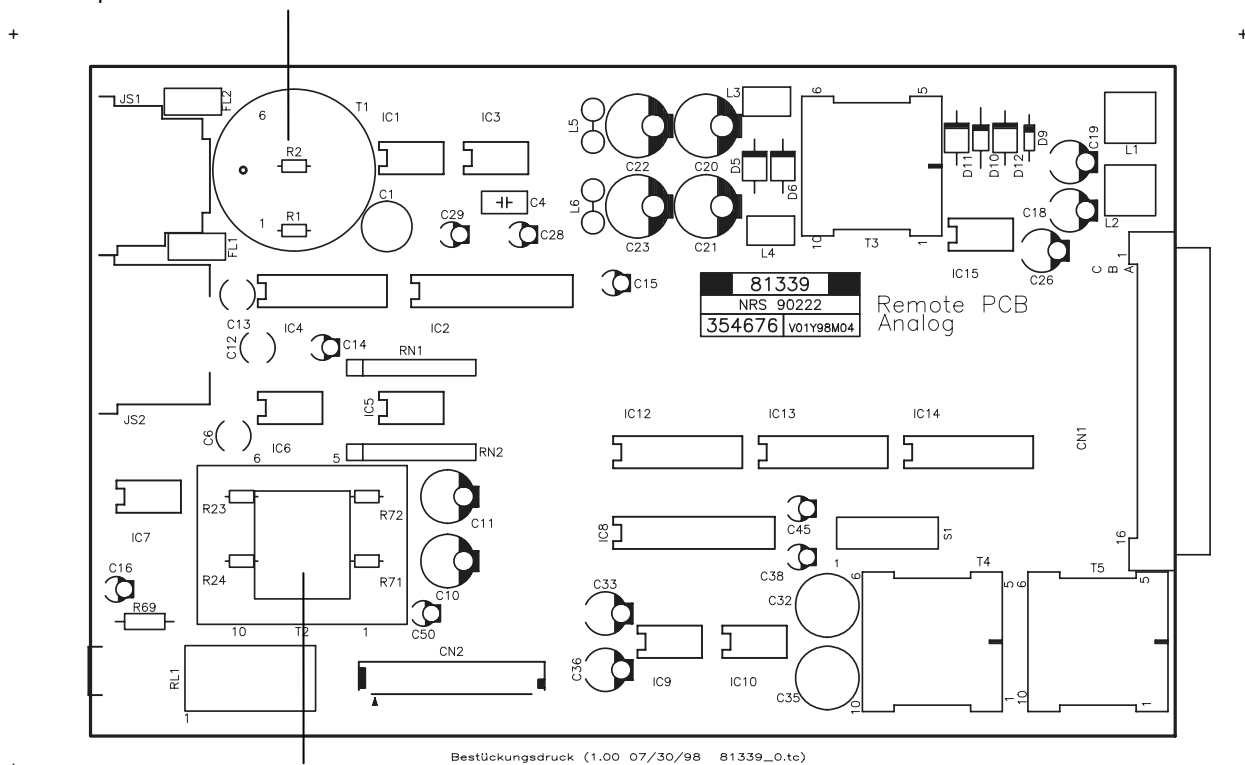 JS1
FL2
6
T1
R2
IC1
IC3
L5
C22
C20
L3
D5
D6
6
5
D11
D10
D12
D9
C19
L1
1
R1
C1
C4
C29
C28
L6
C23
C21
L4
10
T3
1
C18
L2
FL1
IC15
C26
C
B
A
1
C13
IC4
IC2
C15
81339
NRS 90222
354676
V01Y98M04
Remote PCB
Analog
C12
C14
RN1
JS2
IC5
IC12
IC13
IC14
CN1
C6
IC6
6
5
RN2
R23
R72
C11
IC7
IC8
C45
S1
16
R24
R71
C10
C38
1
C16
R69
10
T2
1
C50
C33
C32
6
T4
5
6
T5
5
CN2
RL1
1
C36
IC9
IC10
C35
10
1
10
1
Bestückungsdruck (1.00 07/30/98 81339_0.tc)